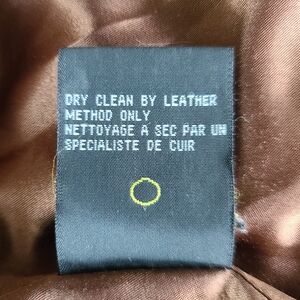 DRY CLEAN BY LEATHER
METHOD ONLY
NETTOYAGE A SEC PAR UN
SPECIALISTE DE CUIR